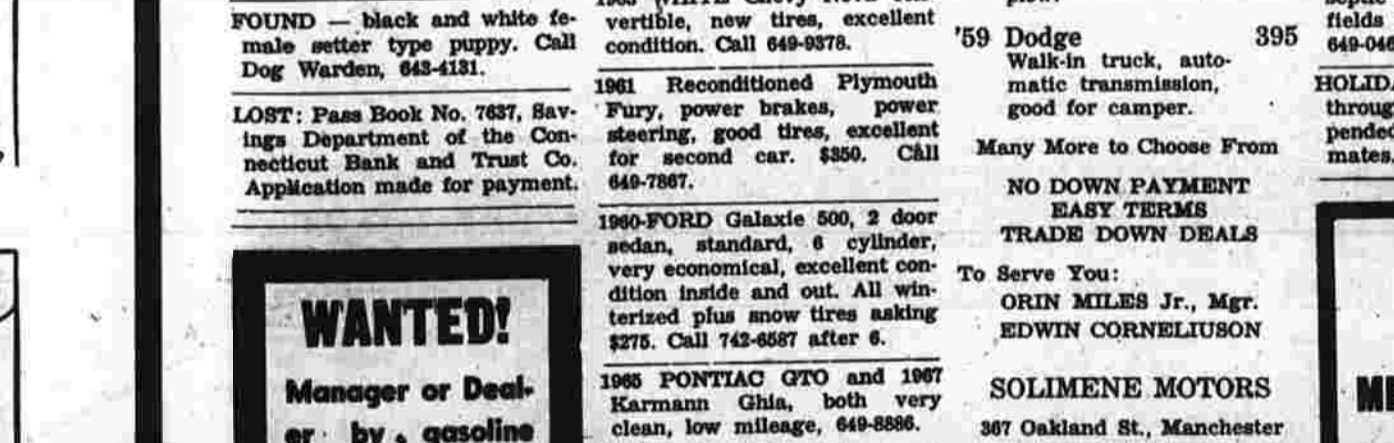 FOUND — black and white fe-
male setter type puppy. Call
Dog Warden, 643-4131.
LOST: Pass Book No. 7637, Sav-
ings Department of the Con-
necticut Bank and Trust Co.
Application made for payment.
WANTED!
Manager or Deal-
er by gasoline
vertible, new tires, excellent
condition. Call 649-9378.
1961 Reconditioned Plymouth
Fury, power brakes, power
steering, good tires, excellent
for second car. $350. Call
649-7867.
1960-FORD Galaxie 500, 2 door
sedan, standard, 6 cylinder,
very economical, excellent con-
dition inside and out. All win-
terized plus snow tires asking
$275. Call 742-6587 after 6.
1965 PONTIAC GTO and 1967
Karmann Ghia, both very
clean, low mileage, 649-8886.
'59 Dodge 395
Walk-in truck, auto-
matic transmission,
good for camper.
Many More to Choose From
NO DOWN PAYMENT
EASY TERMS
TRADE DOWN DEALS
To Serve You:
ORIN MILES Jr., Mgr.
EDWIN CORNELIUSON
SOLIMENE MOTORS
367 Oakland St., Manchester
fields
649-046
HOLID
throug
pended
mates.